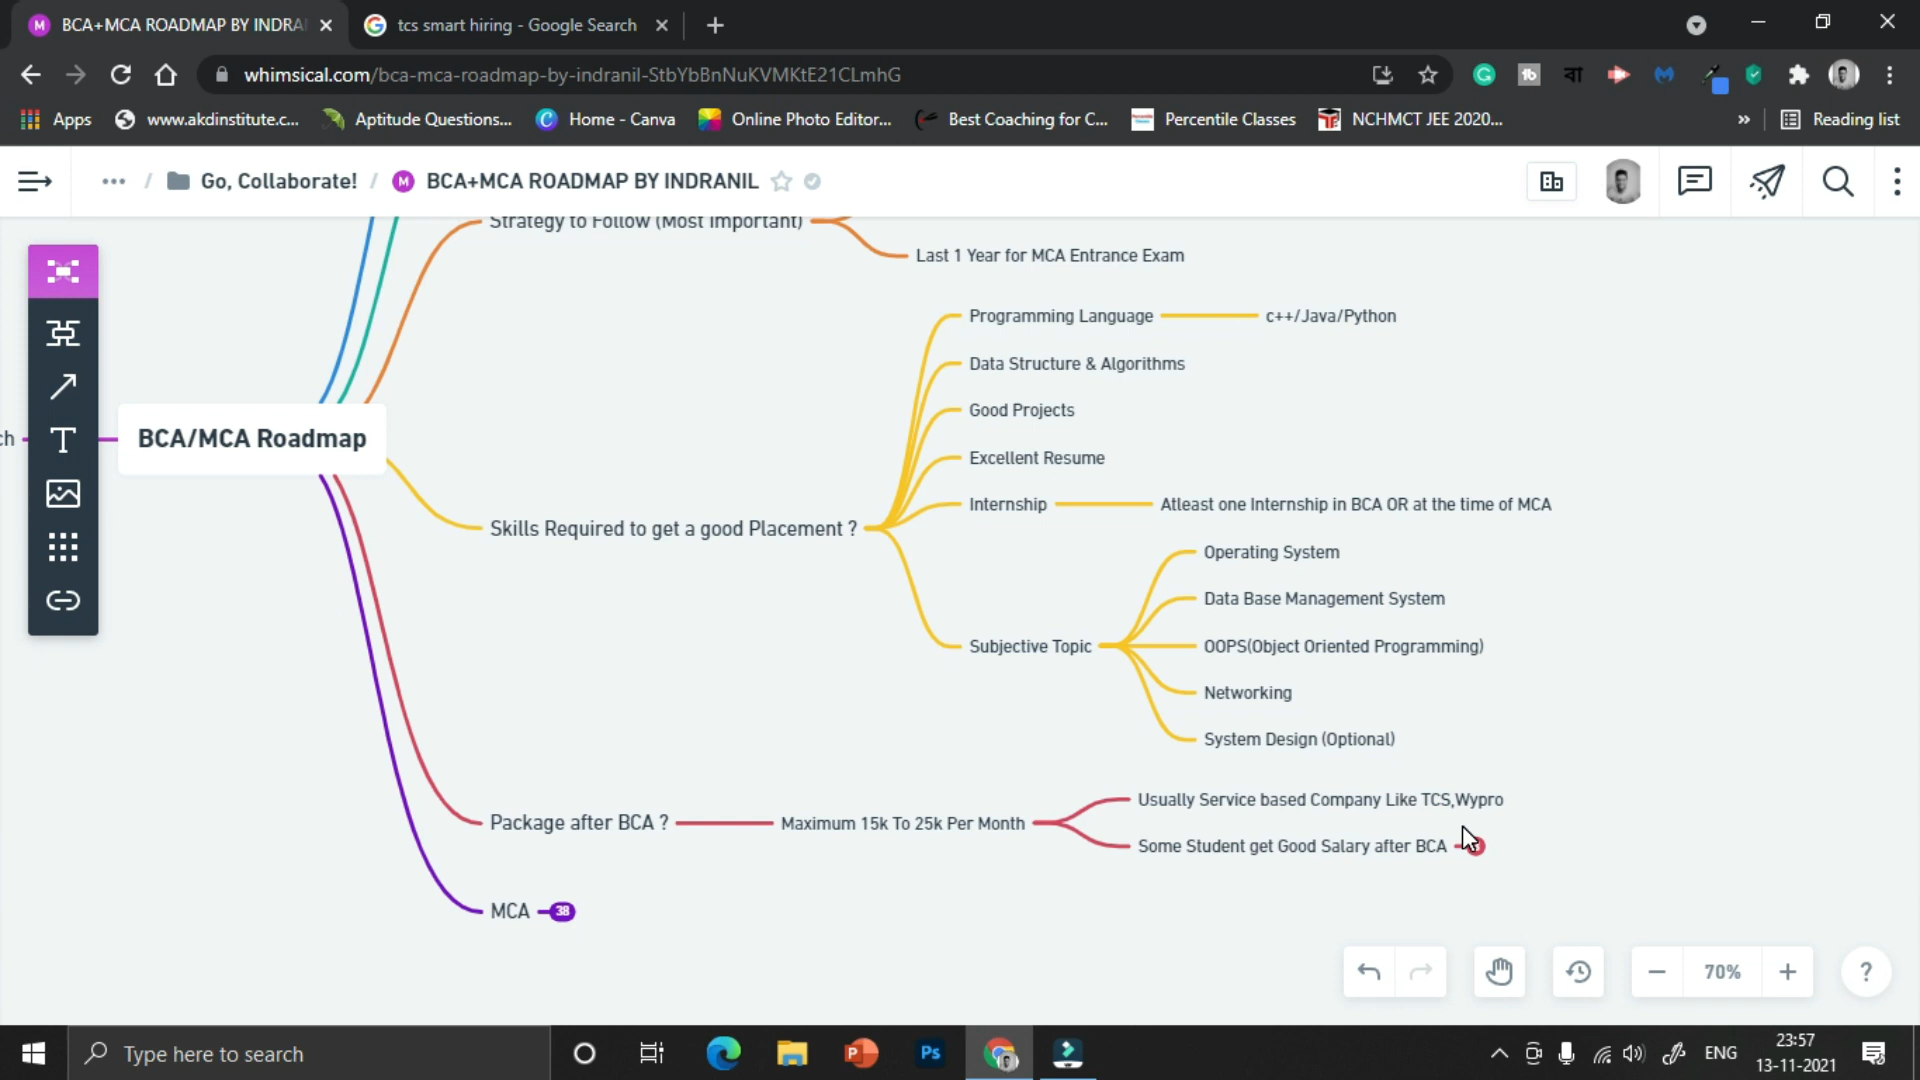 BCA+MCA ROADMAP BY INDRA
tcs smart hiring - Google Search
whimsical.com/bca-mca-roadmap-by-indranil-StbYbBnNuKVMKtE21CLmhG
Apps
www.akdinstitute.c...
Aptitude Questions...
Home - Canva
Online Photo Editor...
Best Coaching for C...
Percentile Classes
NCHMCT JEE 2020...
»
Reading list
... / Go, Collaborate! / M BCA+MCA ROADMAP BY INDRANIL
Strategy to Follow (Most Important)
Last 1 Year for MCA Entrance Exam
Programming Language
c++/Java/Python
Data Structure & Algorithms
Good Projects
ch
BCA/MCA Roadmap
Excellent Resume
Internship
Atleast one Internship in BCA OR at the time of MCA
Skills Required to get a good Placement ?
Operating System
Data Base Management System
Subjective Topic
OOPS(Object Oriented Programming)
Networking
System Design (Optional)
Usually Service based Company Like TCS,Wypro
Package after BCA ?
Maximum 15k To 25k Per Month
Some Student get Good Salary after BCA
MCA
38
70%
?
Type here to search
ENG
23:57
13-11-2021